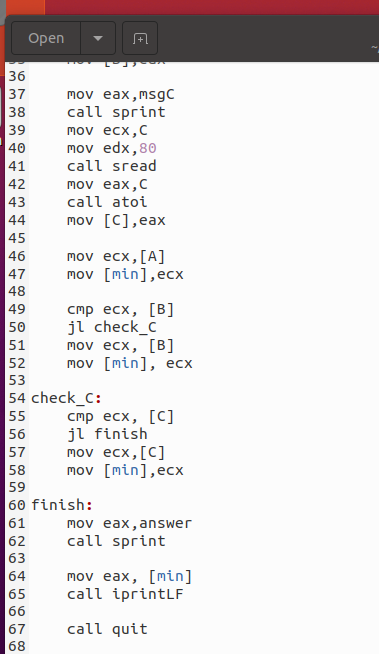 Open
35 mov [B],eax
36
37 mov eax,msgC
38 call sprint
39 mov ecx,C
40 mov edx,80
41 call sread
42 mov eax,C
43 call atoi
44 mov [C],eax
45
46 mov ecx,[A]
47 mov [min],ecx
48
49 cmp ecx, [B]
50 jl check_C
51 mov ecx, [B]
52 mov [min], ecx
53
54 check_C:
55 cmp ecx, [C]
56 jl finish
57 mov ecx,[C]
58 mov [min],ecx
59
60 finish:
61 mov eax,answer
62 call sprint
63
64 mov eax, [min]
65 call iprintLF
66
67 call quit
68